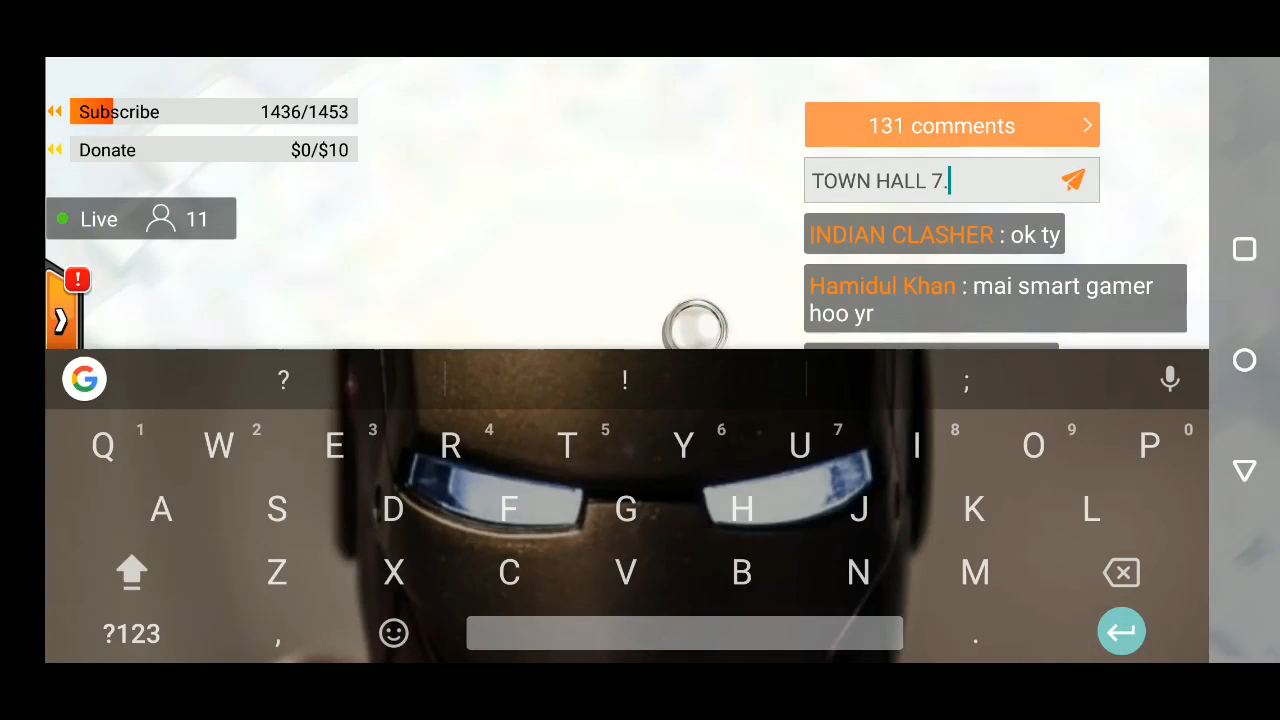 Subscribe 1436/1453
Donate $0/$10
Live 11
!
131 comments
TOWN HALL 7.
INDIAN CLASHER : ok ty
Hamidul Khan : mai smart gamer
hoo yr
G ? ! ;
Q 1 W 2 E 3 R 4 T 5 Y 6 U 7 I 8 O 9 P 0
A S D F G H J K L
Z X C V B N M
?123 , .